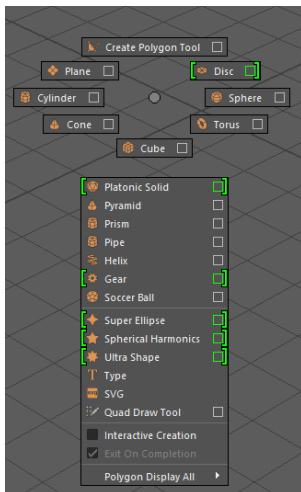 Create Polygon Tool
Plane
Disc
Cylinder
Sphere
Cone
Torus
Cube
Platonic Solid
Pyramid
Prism
Pipe
Helix
Gear
Soccer Ball
Super Ellipse
Spherical Harmonics
Ultra Shape
Type
SVG
Quad Draw Tool
Interactive Creation
Exit On Completion
Polygon Display All